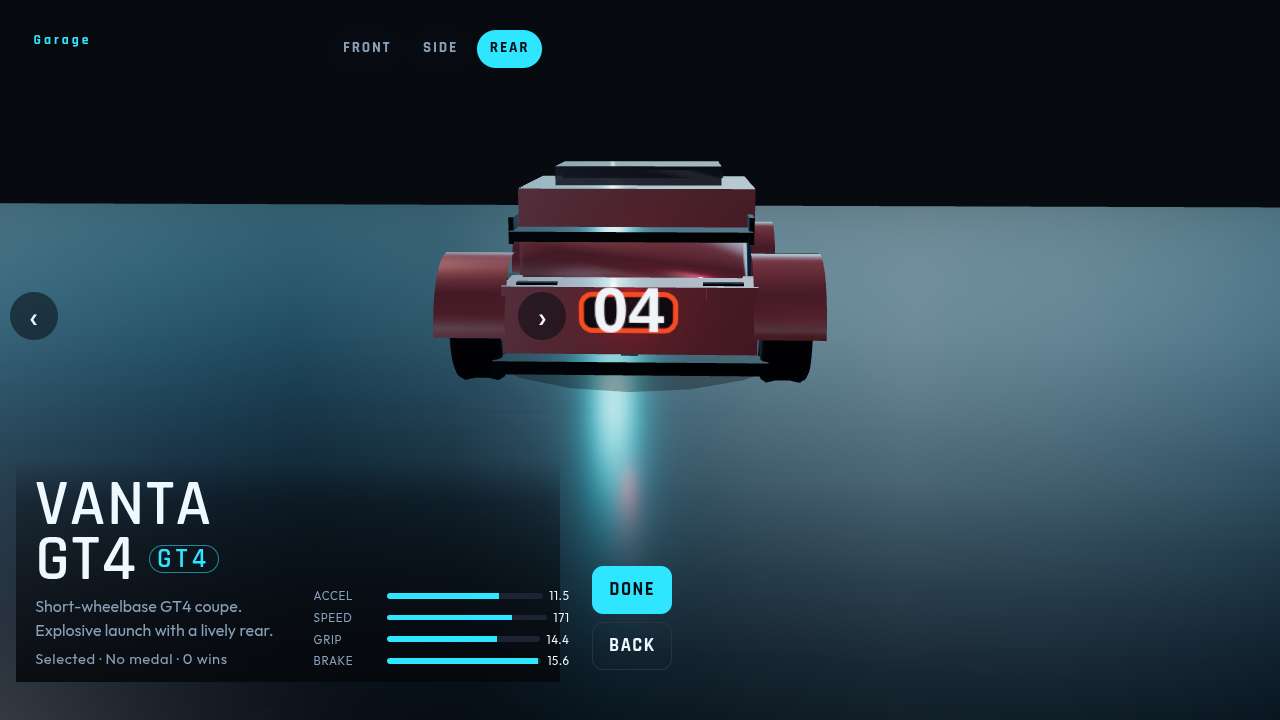 Garage
FRONT SIDE REAR
‹ ›
04
VANTA
GT4 GT4
Short-wheelbase GT4 coupe.
Explosive launch with a lively rear.
Selected · No medal · 0 wins
ACCEL 11.5
SPEED 171
GRIP 14.4
BRAKE 15.6
DONE
BACK